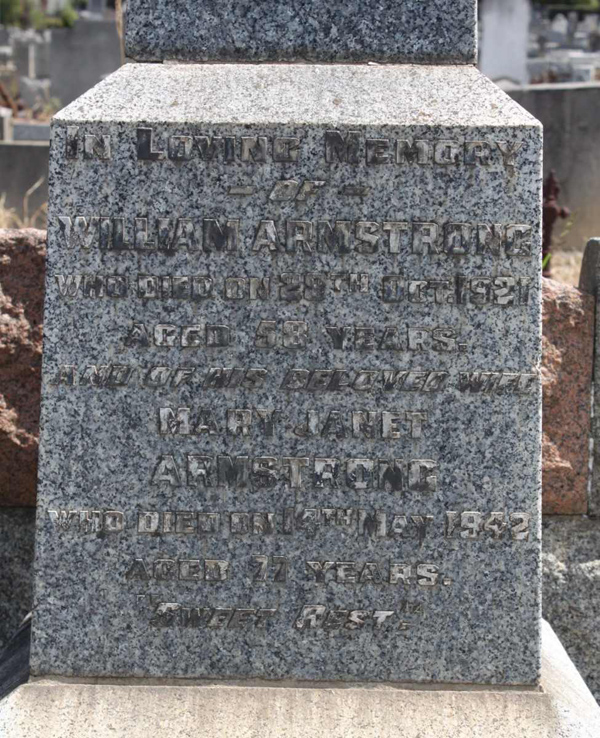 IN LOVING MEMORY
- OF -
WILLIAM ARMSTRONG
WHO DIED ON 29TH OCT. 1921
AGED 58 YEARS.
AND OF HIS BELOVED WIFE
MARY JANET
ARMSTRONG
WHO DIED ON 14TH MAY 1942
AGED 77 YEARS.
"SWEET REST."